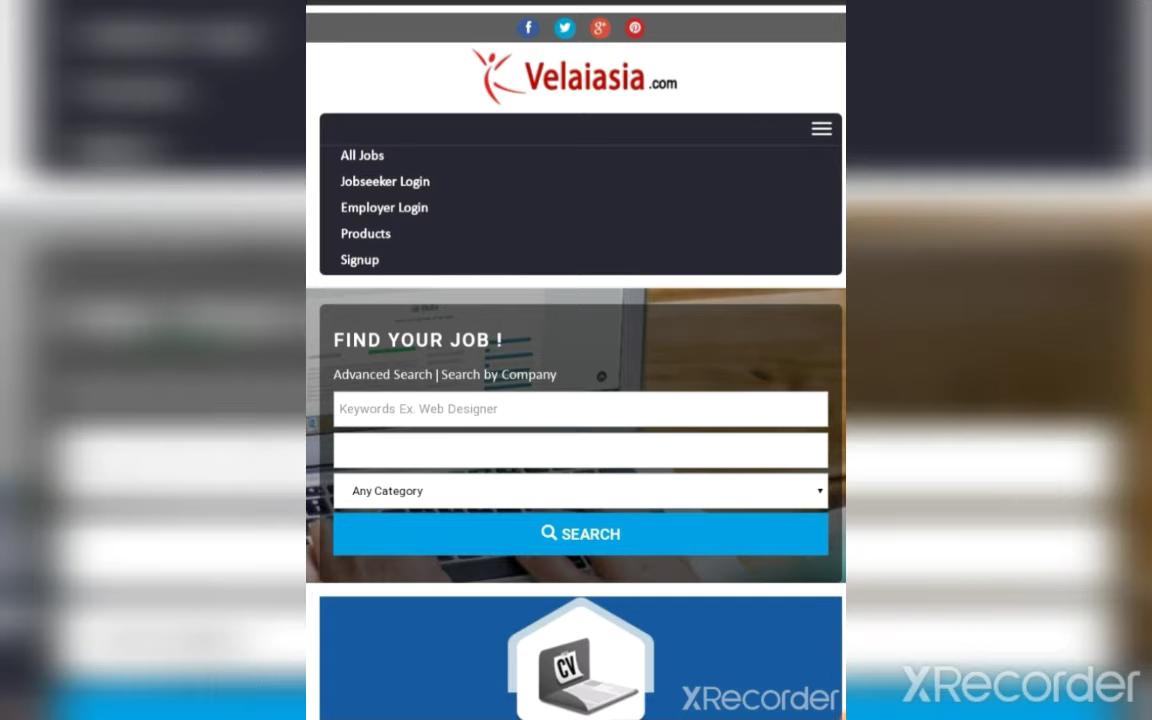 f
g+
Velaiasia.com
All Jobs
Jobseeker Login
Employer Login
Products
Signup
FIND YOUR JOB !
Advanced Search | Search by Company
Keywords Ex. Web Designer
Any Category
SEARCH
CV
XRecorder
XRecorder